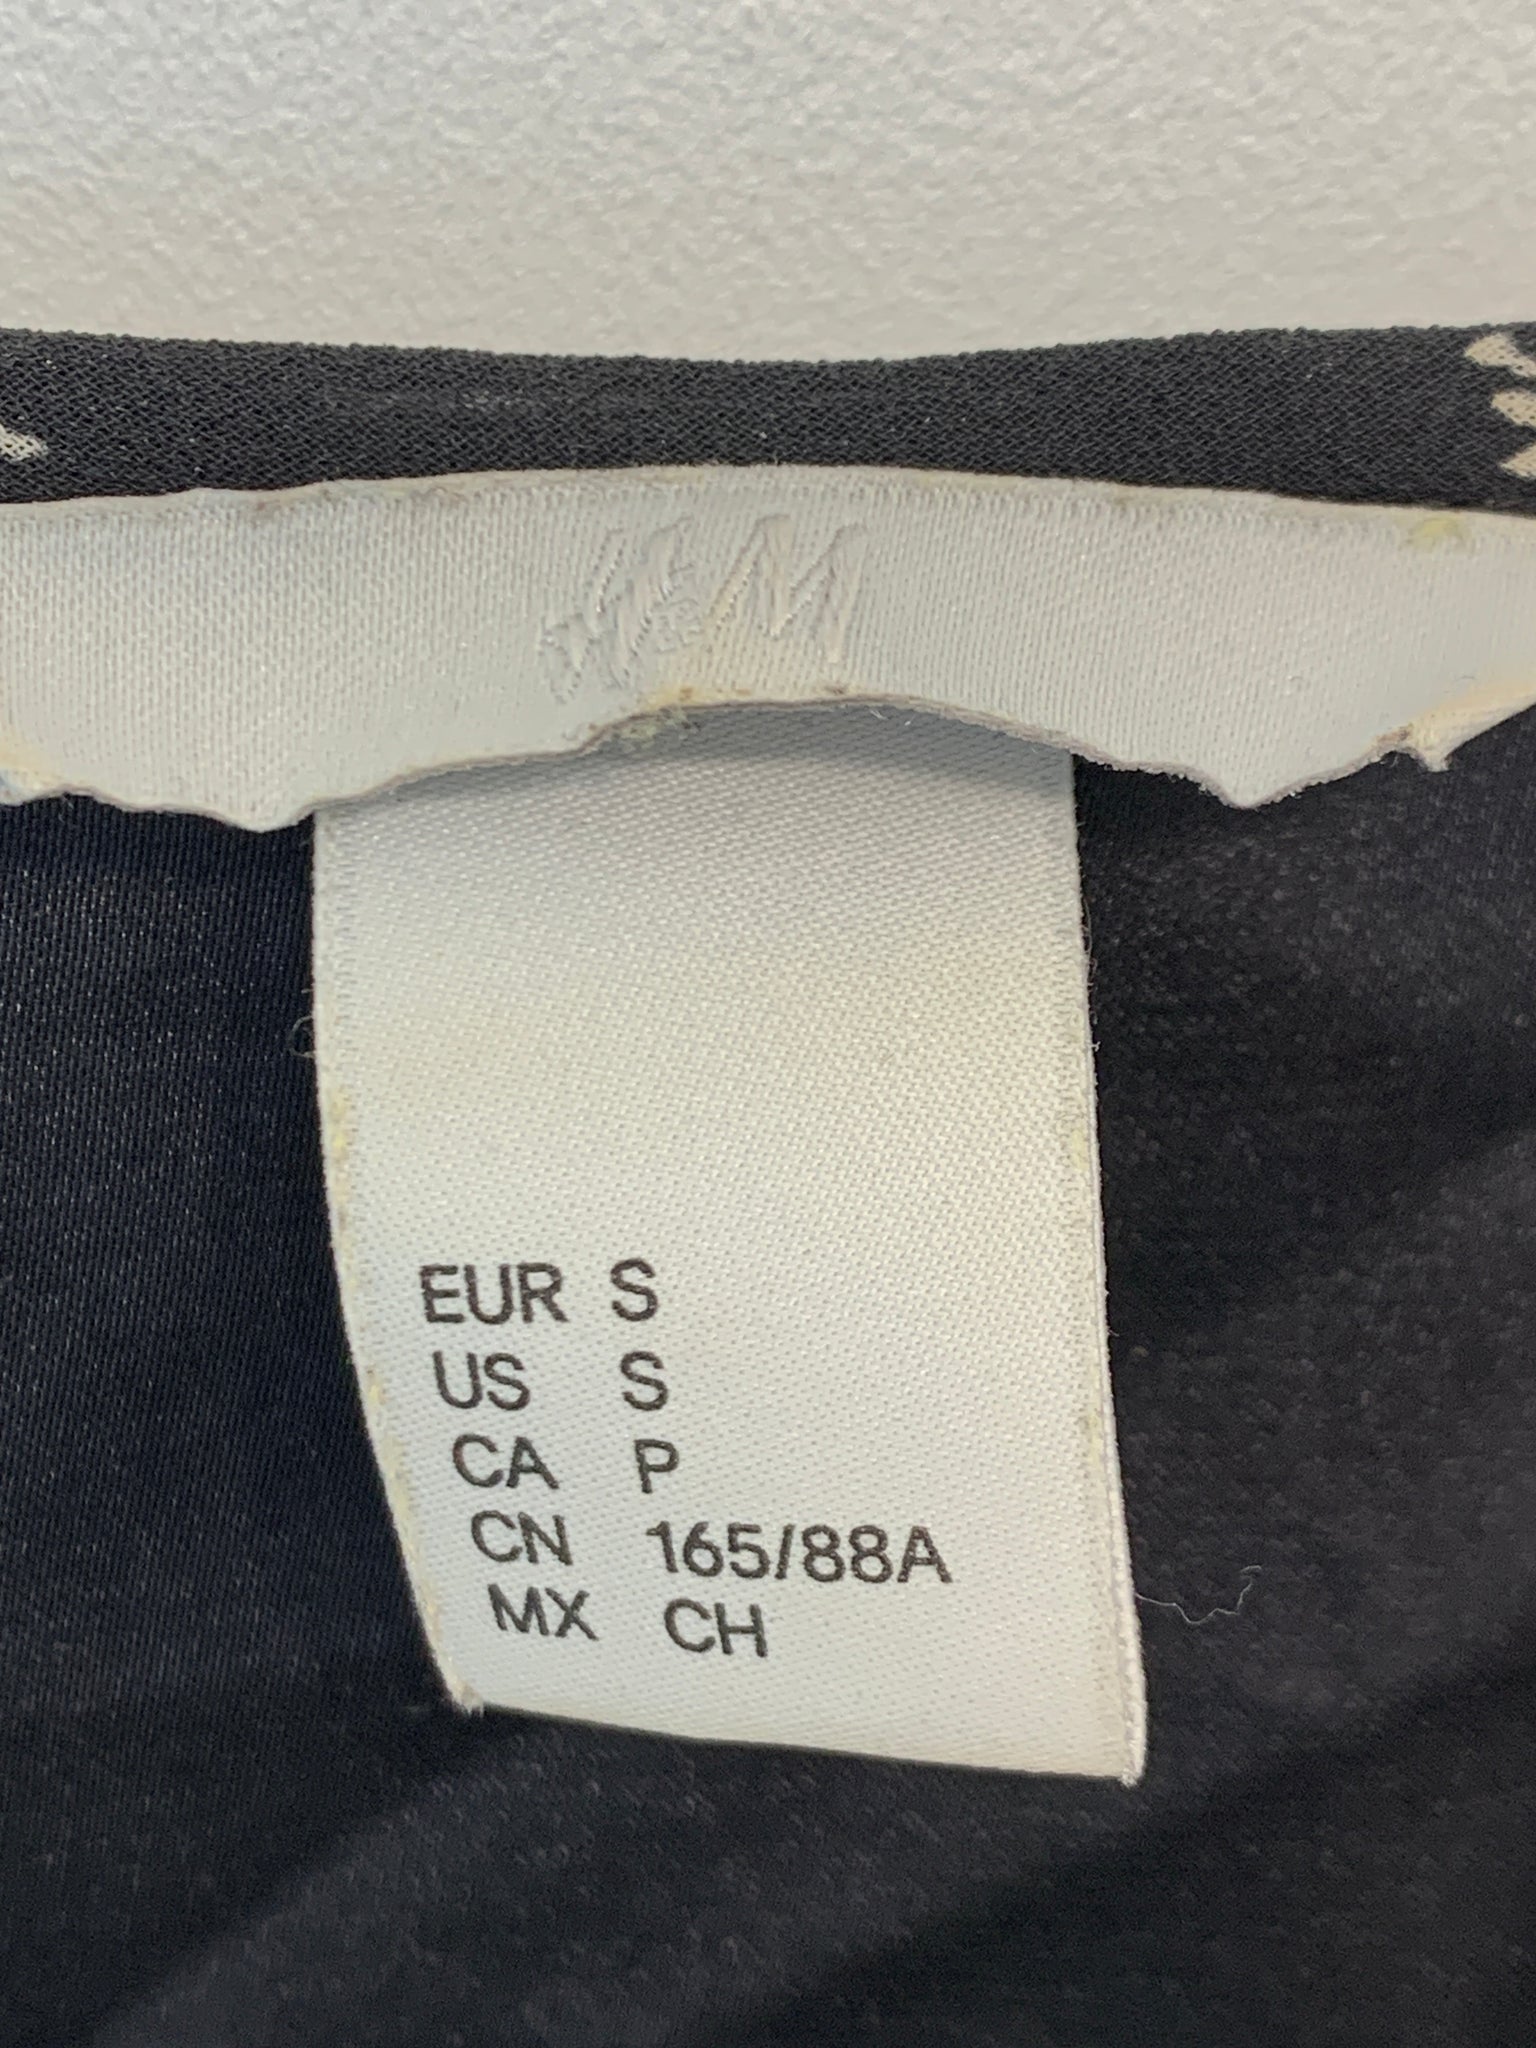 H&M
EUR S
US S
CA P
CN 165/88A
MX CH